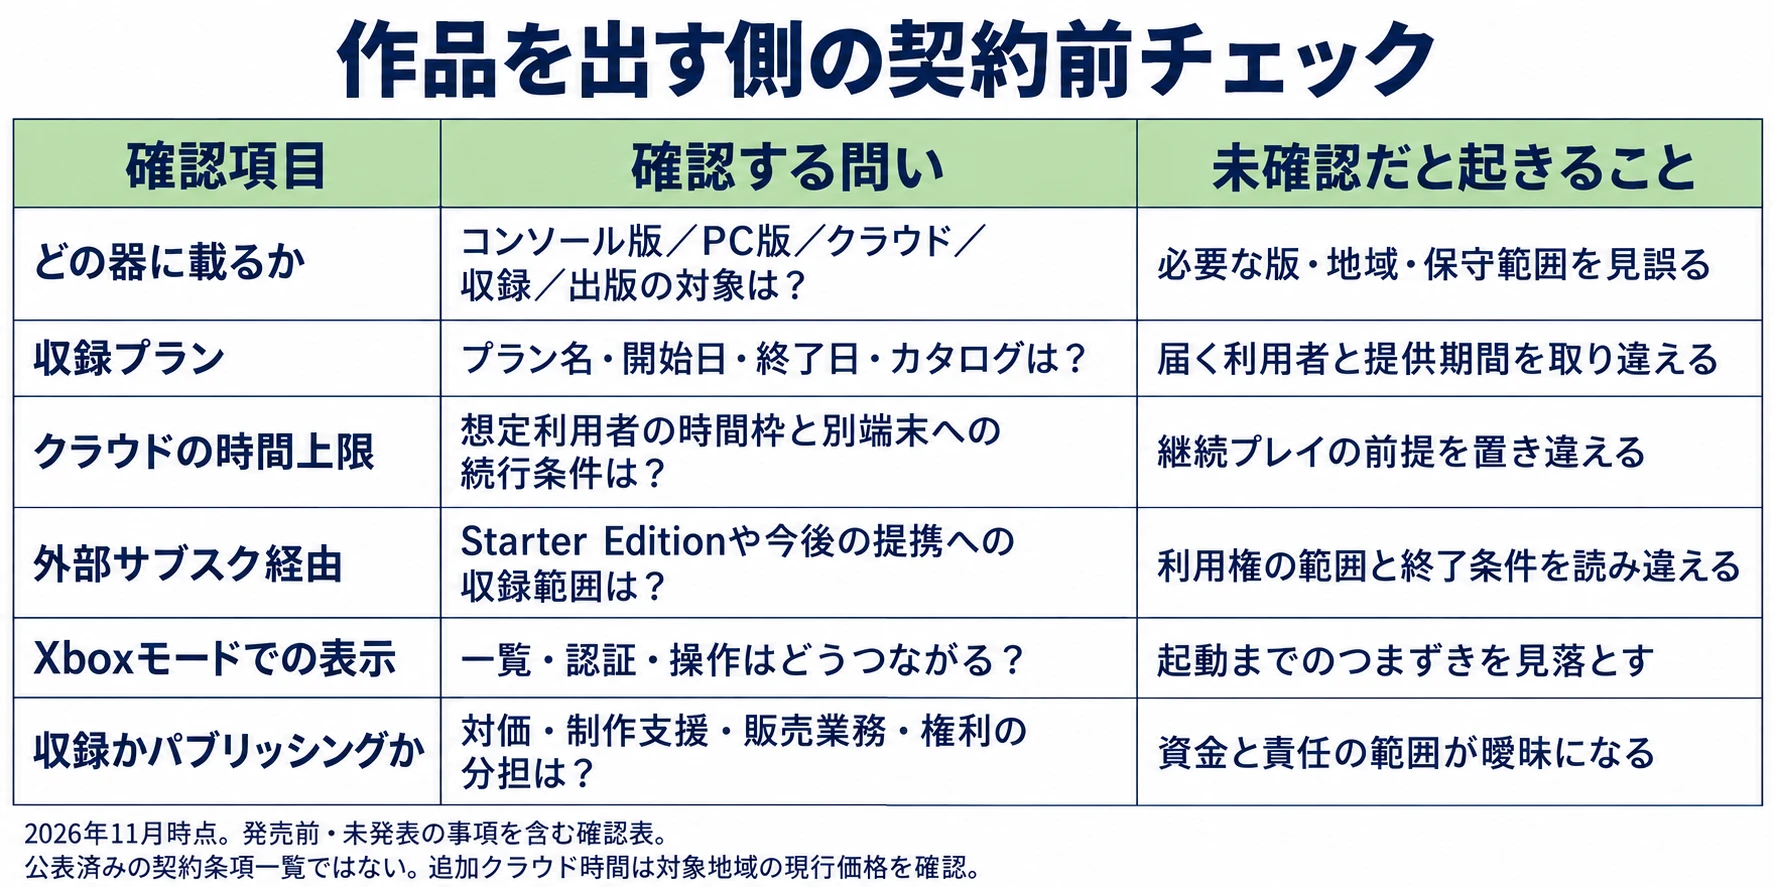 作品を出す側の契約前チェック
確認項目
確認する問い
未確認だと起きること
どの器に載るか
コンソール版／PC版／クラウド／
収録／出版の対象は？
必要な版・地域・保守範囲を見誤る
収録プラン
プラン名・開始日・終了日・カタログは？
届く利用者と提供期間を取り違える
クラウドの時間上限
想定利用者の時間枠と別端末への
続行条件は？
継続プレイの前提を置き違える
外部サブスク経由
Starter Editionや今後の提携への
収録範囲は？
利用権の範囲と終了条件を読み違える
Xboxモードでの表示
一覧・認証・操作はどうつながる？
起動までのつまずきを見落とす
収録かパブリッシングか
対価・制作支援・販売業務・権利の
分担は？
資金と責任の範囲が曖昧になる
2026年11月時点。発売前・未発表の事項を含む確認表。
公表済みの契約条項一覧ではない。追加クラウド時間は対象地域の現行価格を確認。